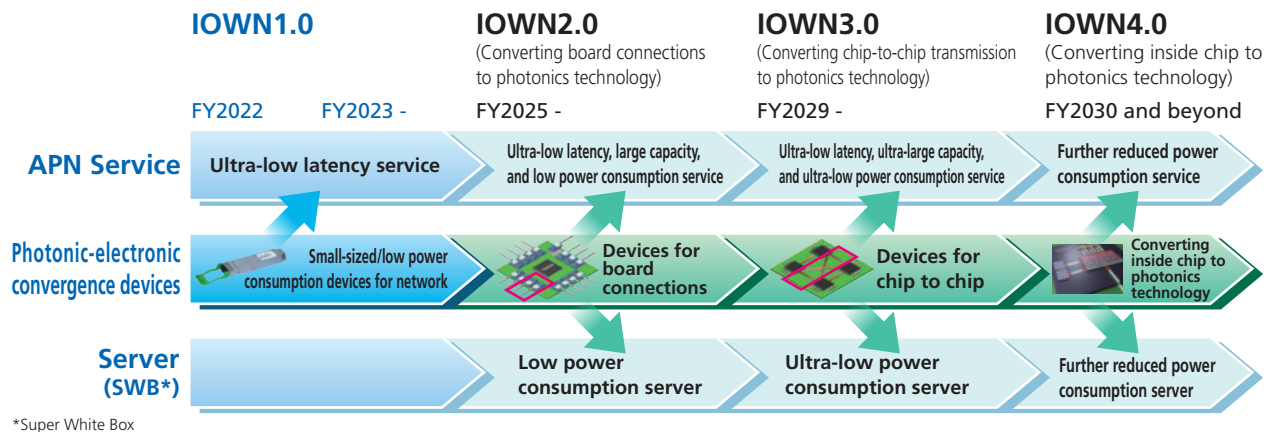 IOWN1.0
IOWN2.0
(Converting board connections
to photonics technology)
IOWN3.0
(Converting chip-to-chip transmission
to photonics technology)
IOWN4.0
(Converting inside chip to
photonics technology)
FY2022
FY2023 -
FY2025 -
FY2029 -
FY2030 and beyond
APN Service
Ultra-low latency service
Ultra-low latency, large capacity,
and low power consumption service
Ultra-low latency, ultra-large capacity,
and ultra-low power consumption service
Further reduced power
consumption service
Photonic-electronic
convergence devices
Small-sized/low power
consumption devices for network
Devices for
board
connections
Devices for
chip to chip
Converting
inside chip to
photonics
technology
Server
(SWB*)
Low power
consumption server
Ultra-low power
consumption server
Further reduced power
consumption server
*Super White Box